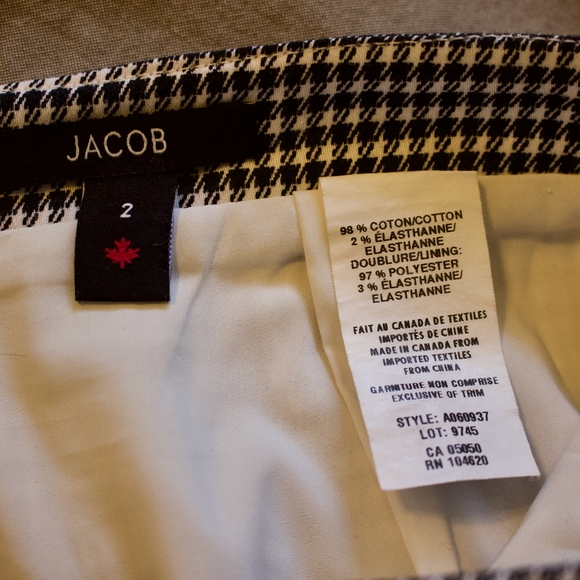 JACOB
2
98 % COTON/COTTON
2 % ÉLASTHANNE/
ELASTHANNE
DOUBLURE/LINING:
97 % POLYESTER
3 % ÉLASTHANNE/
ELASTHANNE
FAIT AU CANADA DE TEXTILES
IMPORTÉS DE CHINE
MADE IN CANADA FROM
IMPORTED TEXTILES
FROM CHINA
GARNITURE NON COMPRISE
EXCLUSIVE OF TRIM
STYLE: A060937
LOT: 9745
CA 05050
RN 104620